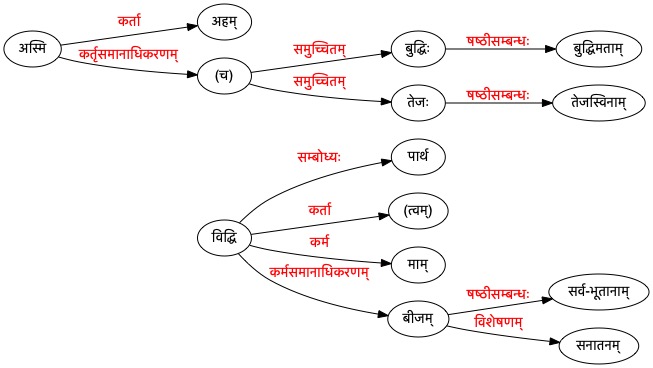 कर्ता
अहम्
अस्मि
कर्तृसमानाधिकरणम्
(च)
समुच्चितम्
बुद्धिः
षष्ठीसम्बन्धः
बुद्धिमताम्
समुच्चितम्
तेजः
षष्ठीसम्बन्धः
तेजस्विनाम्
सम्बोध्यः
पार्थ
कर्ता
(त्वम्)
विद्धि
कर्म
माम्
कर्मसमानाधिकरणम्
बीजम्
षष्ठीसम्बन्धः
सर्व-भूतानाम्
विशेषणम्
सनातनम्